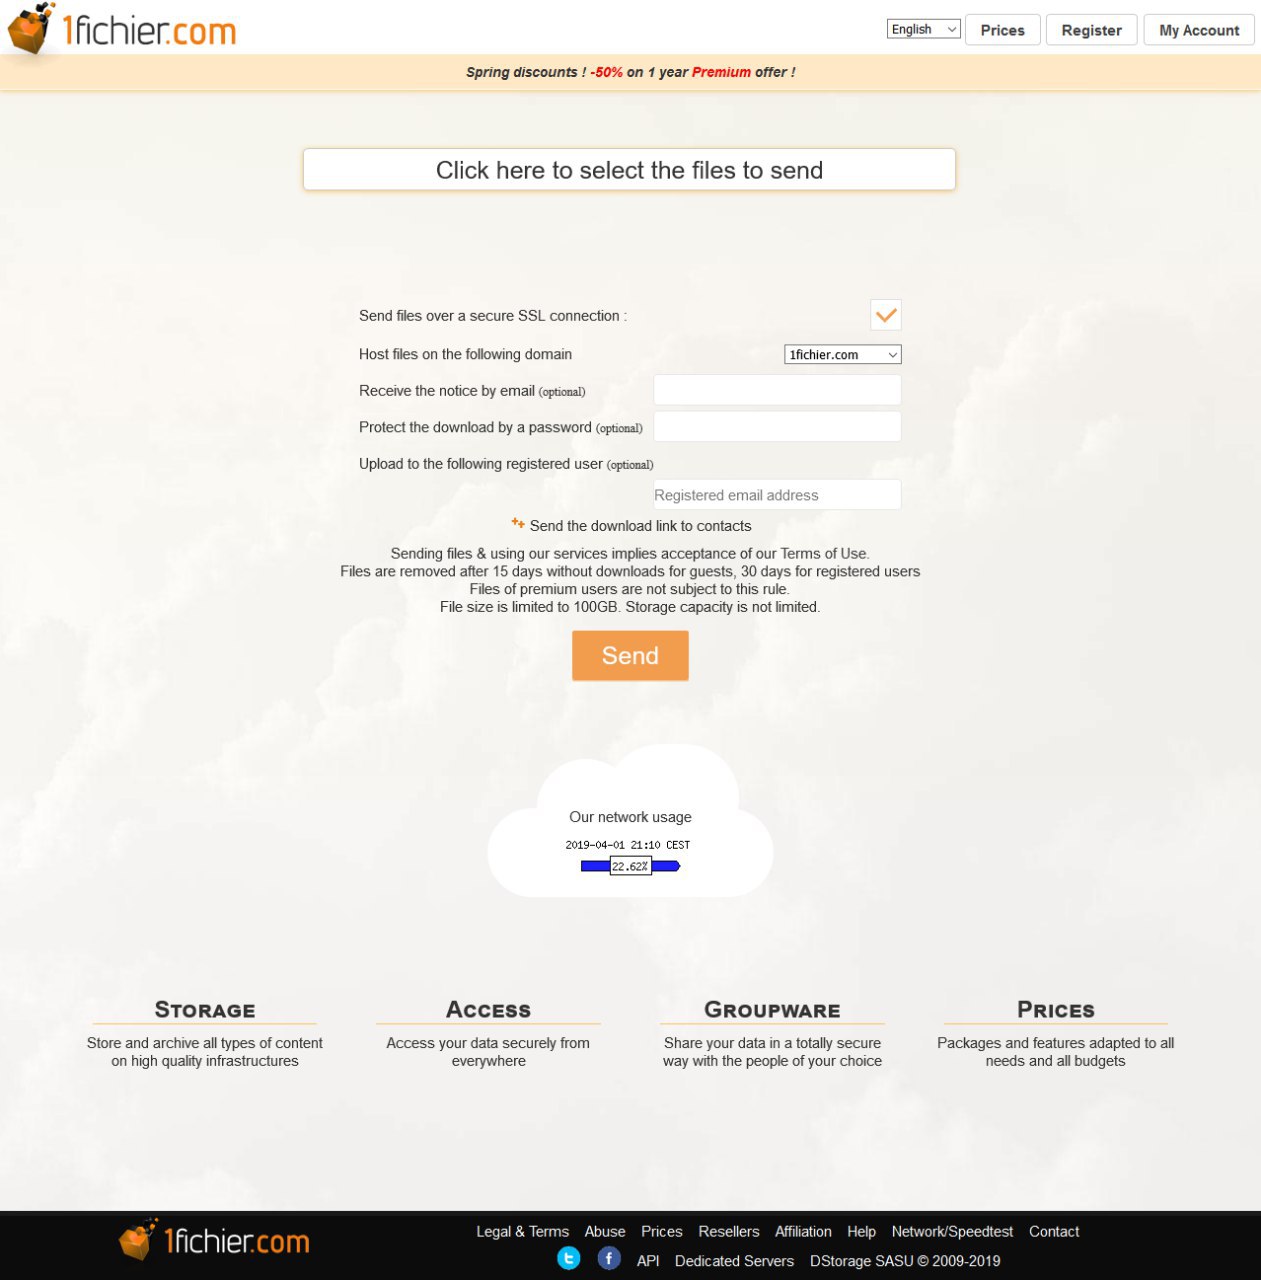 1fichier.com
English
Prices
Register
My Account
Spring discounts ! -50% on 1 year Premium offer !
Click here to select the files to send
Send files over a secure SSL connection :
Host files on the following domain
1fichier.com
Receive the notice by email (optional)
Protect the download by a password (optional)
Upload to the following registered user (optional)
Registered email address
Send the download link to contacts
Sending files & using our services implies acceptance of our Terms of Use.
Files are removed after 15 days without downloads for guests, 30 days for registered users
Files of premium users are not subject to this rule.
File size is limited to 100GB. Storage capacity is not limited.
Send
Our network usage
2019-04-01 21:10 CEST
22.62%
Storage
Store and archive all types of content
on high quality infrastructures
Access
Access your data securely from
everywhere
Groupware
Share your data in a totally secure
way with the people of your choice
Prices
Packages and features adapted to all
needs and all budgets
1fichier.com
Legal & Terms Abuse Prices Resellers Affiliation Help Network/Speedtest Contact
API Dedicated Servers DStorage SASU © 2009-2019